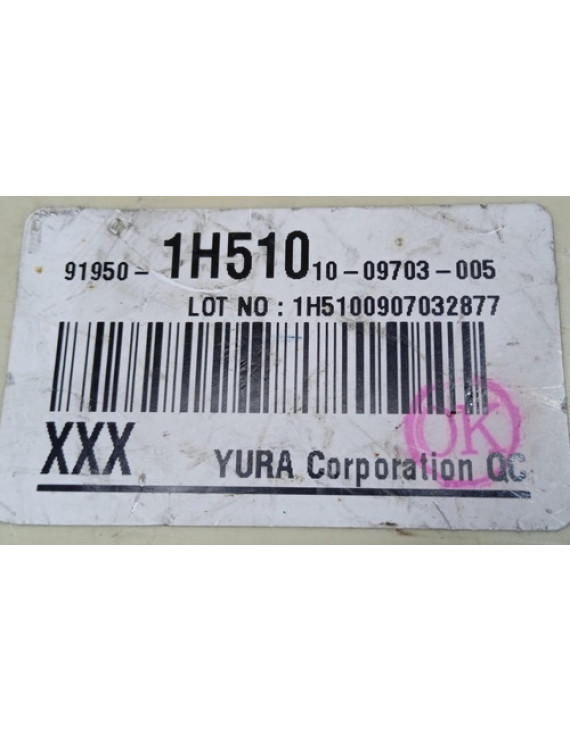 91950-1H510 10-09703-005
LOT NO : 1H5100907032877
XXX YURA Corporation QC
OK